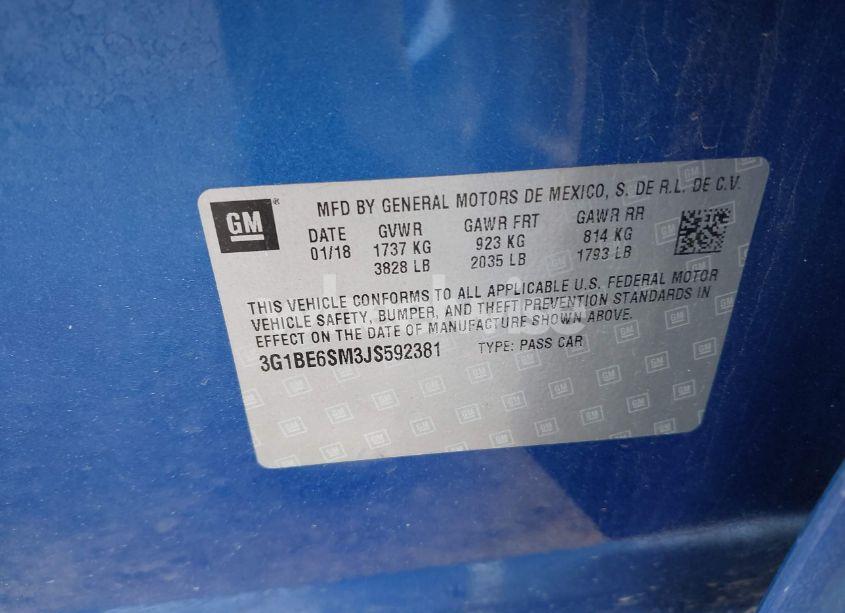 GM
MFD BY GENERAL MOTORS DE MEXICO, S. DE R.L. DE C.V.
DATE GVWR GAWR FRT GAWR RR
01/18 1737 KG 923 KG 814 KG
3828 LB 2035 LB 1793 LB
THIS VEHICLE CONFORMS TO ALL APPLICABLE U.S. FEDERAL MOTOR
VEHICLE SAFETY, BUMPER, AND THEFT PREVENTION STANDARDS IN
EFFECT ON THE DATE OF MANUFACTURE SHOWN ABOVE.
3G1BE6SM3JS592381 TYPE: PASS CAR